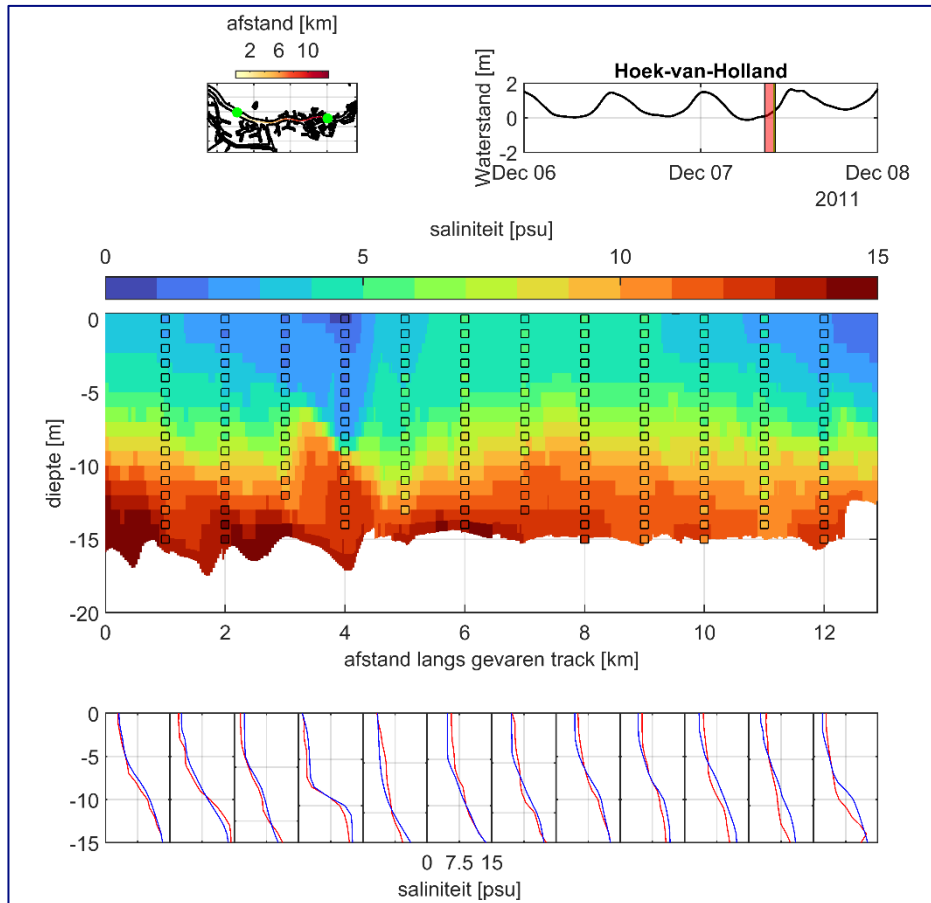 afstand [km]
2 6 10
Hoek-van-Holland
Waterstand [m]
2
0
-2
Dec 06 Dec 07 Dec 08
2011
saliniteit [psu]
0 5 10 15
diepte [m]
0
-5
-10
-15
-20
0 2 4 6 8 10 12
afstand langs gevaren track [km]
0
-5
-10
-15
0 7.5 15
saliniteit [psu]